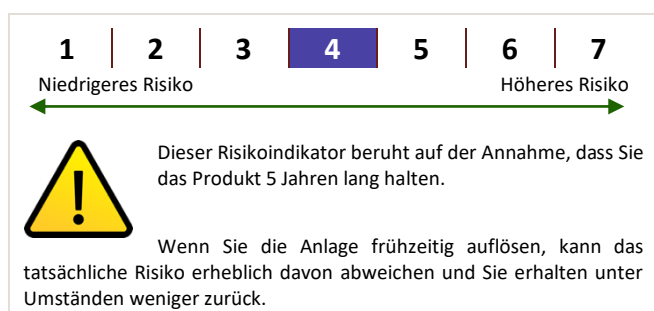 1 2 3 4 5 6 7
Niedrigeres Risiko Höheres Risiko
Dieser Risikoindikator beruht auf der Annahme, dass Sie
das Produkt 5 Jahren lang halten.
Wenn Sie die Anlage frühzeitig auflösen, kann das
tatsächliche Risiko erheblich davon abweichen und Sie erhalten unter
Umständen weniger zurück.